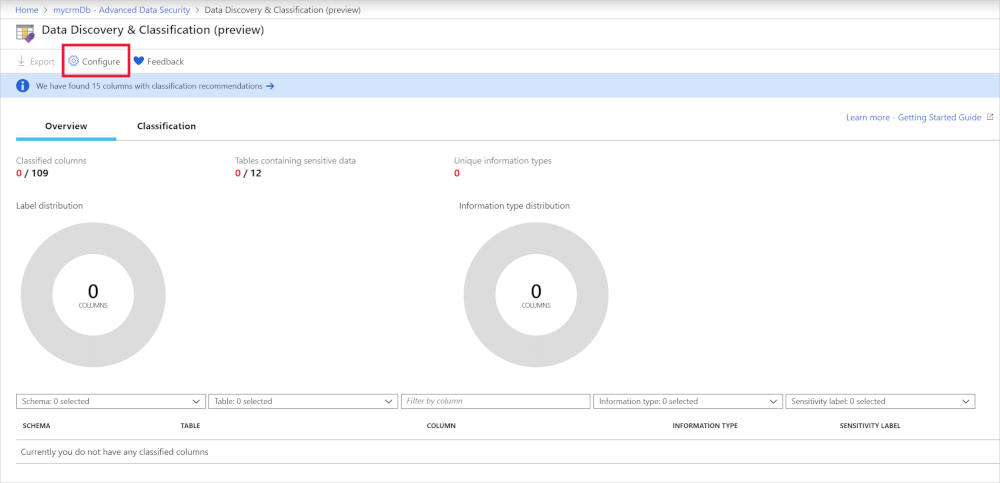 Home > mycrmDb - Advanced Data Security > Data Discovery & Classification (preview)
Data Discovery & Classification (preview)
Export Configure Feedback
We have found 15 columns with classification recommendations →
Learn more - Getting Started Guide
Overview Classification
Classified columns Tables containing sensitive data Unique information types
0 / 109 0 / 12 0
Label distribution Information type distribution
0 0
COLUMNS COLUMNS
Schema: 0 selected Table: 0 selected Filter by column Information type: 0 selected Sensitivity label: 0 selected
SCHEMA TABLE COLUMN INFORMATION TYPE SENSITIVITY LABEL
Currently you do not have any classified columns